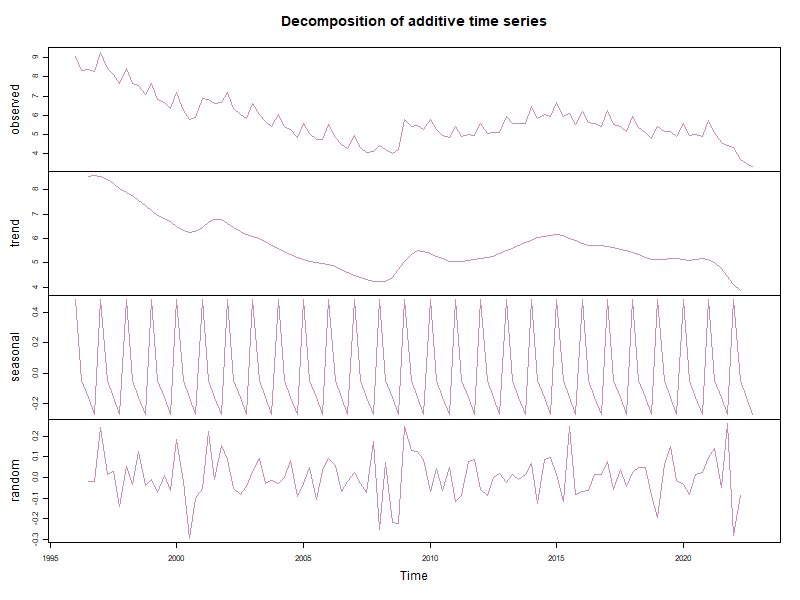 Decomposition of additive time series
observed
4 5 6 7 8 9
trend
4 5 6 7 8
seasonal
-0.2 0.0 0.2 0.4
random
-0.3 -0.2 -0.1 0.0 0.1 0.2
1995 2000 2005 2010 2015 2020
Time